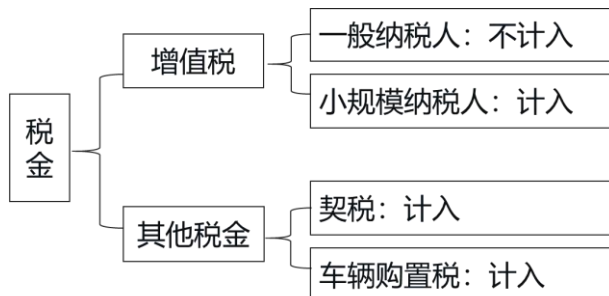 税
金
增值税
一般纳税人：不计入
小规模纳税人：计入
其他税金
契税：计入
车辆购置税：计入